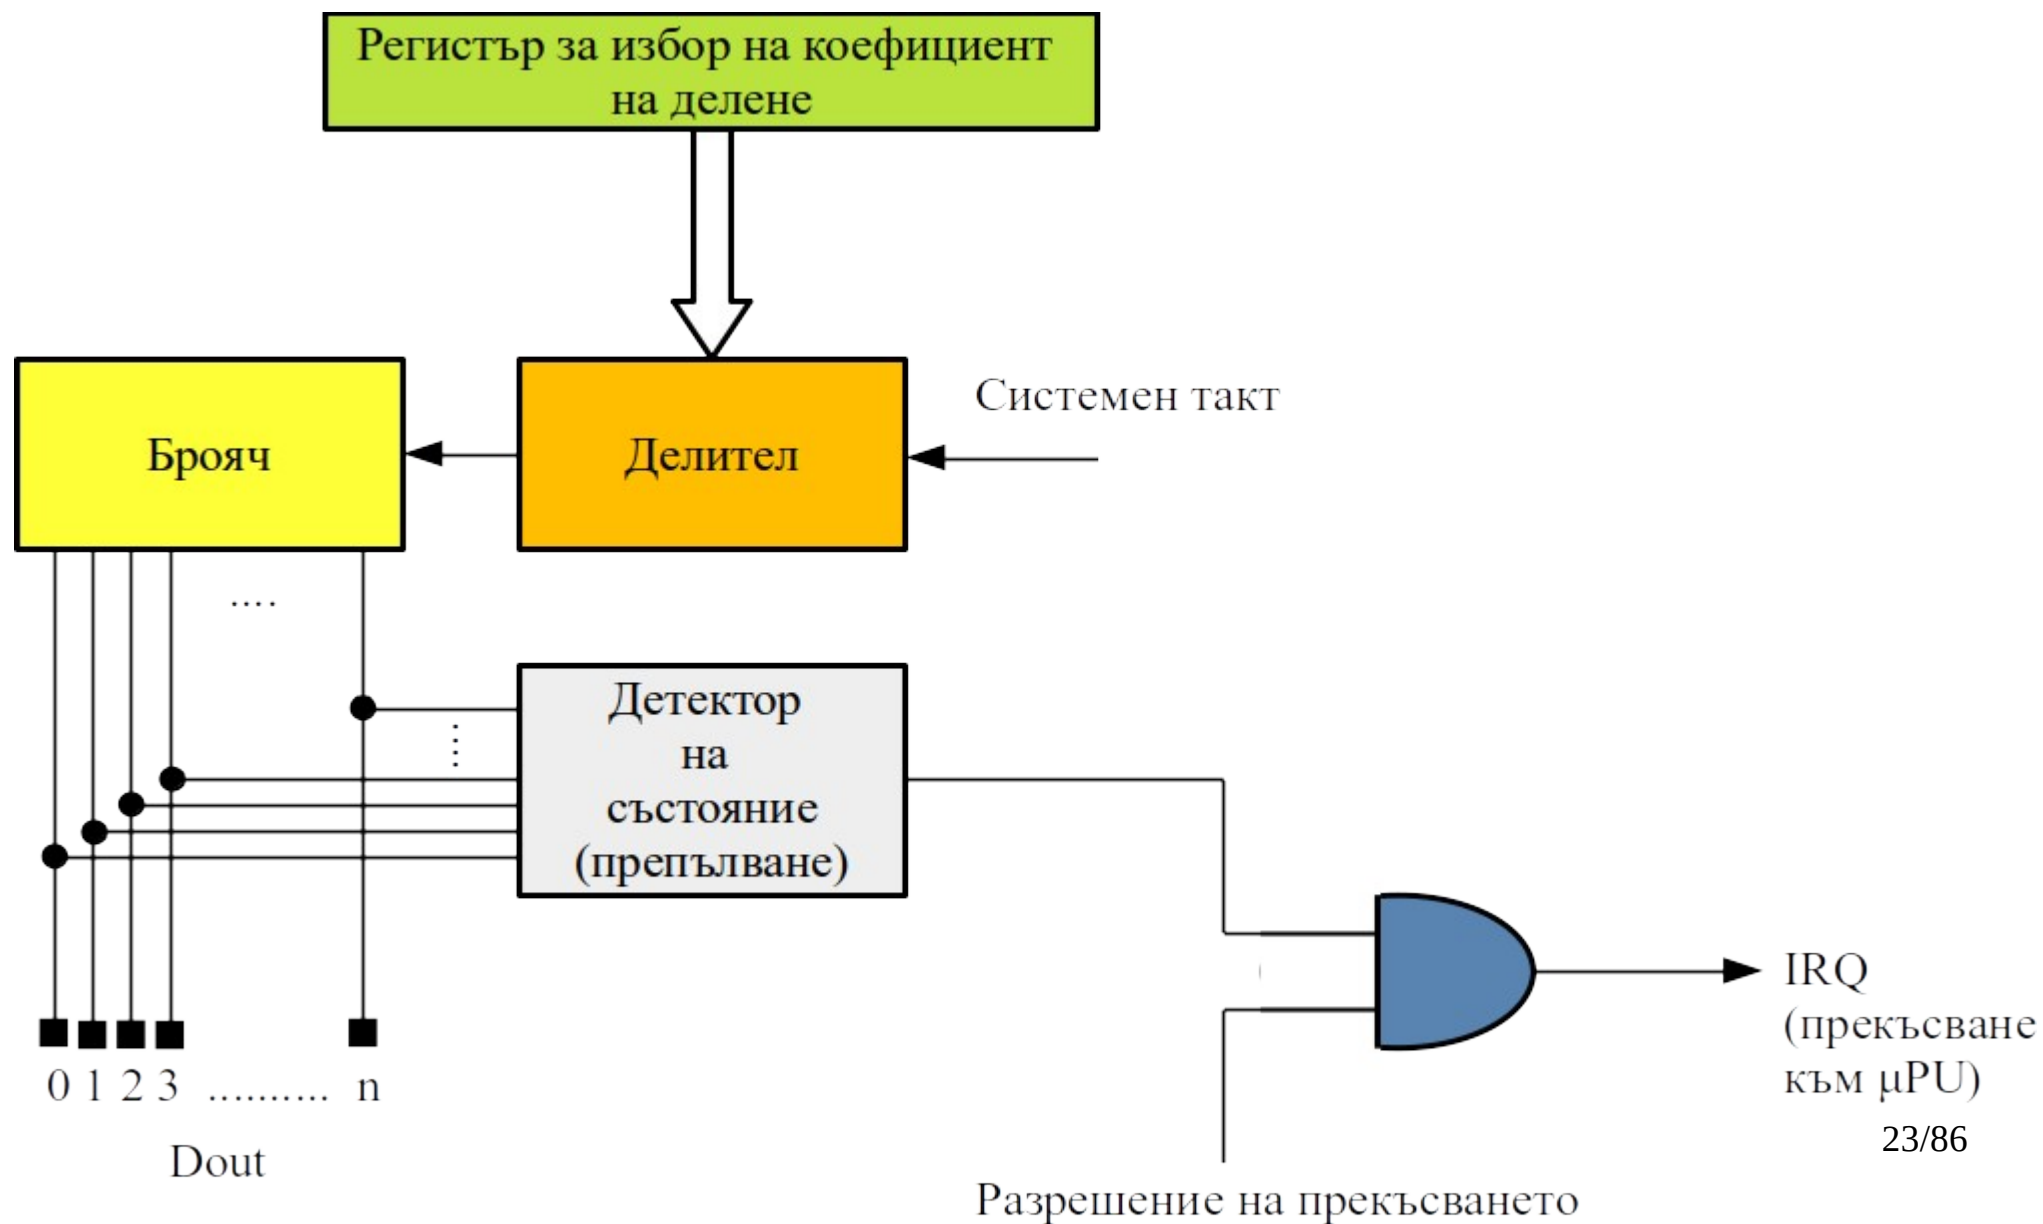 Регистър за избор на коефициент
на делене
Системен такт
Брояч
Делител
....
Детектор
на
състояние
(препълване)
IRQ
(прекъсване
към μPU)
0 1 2 3 .......... n
Dout
23/86
Разрешение на прекъсването